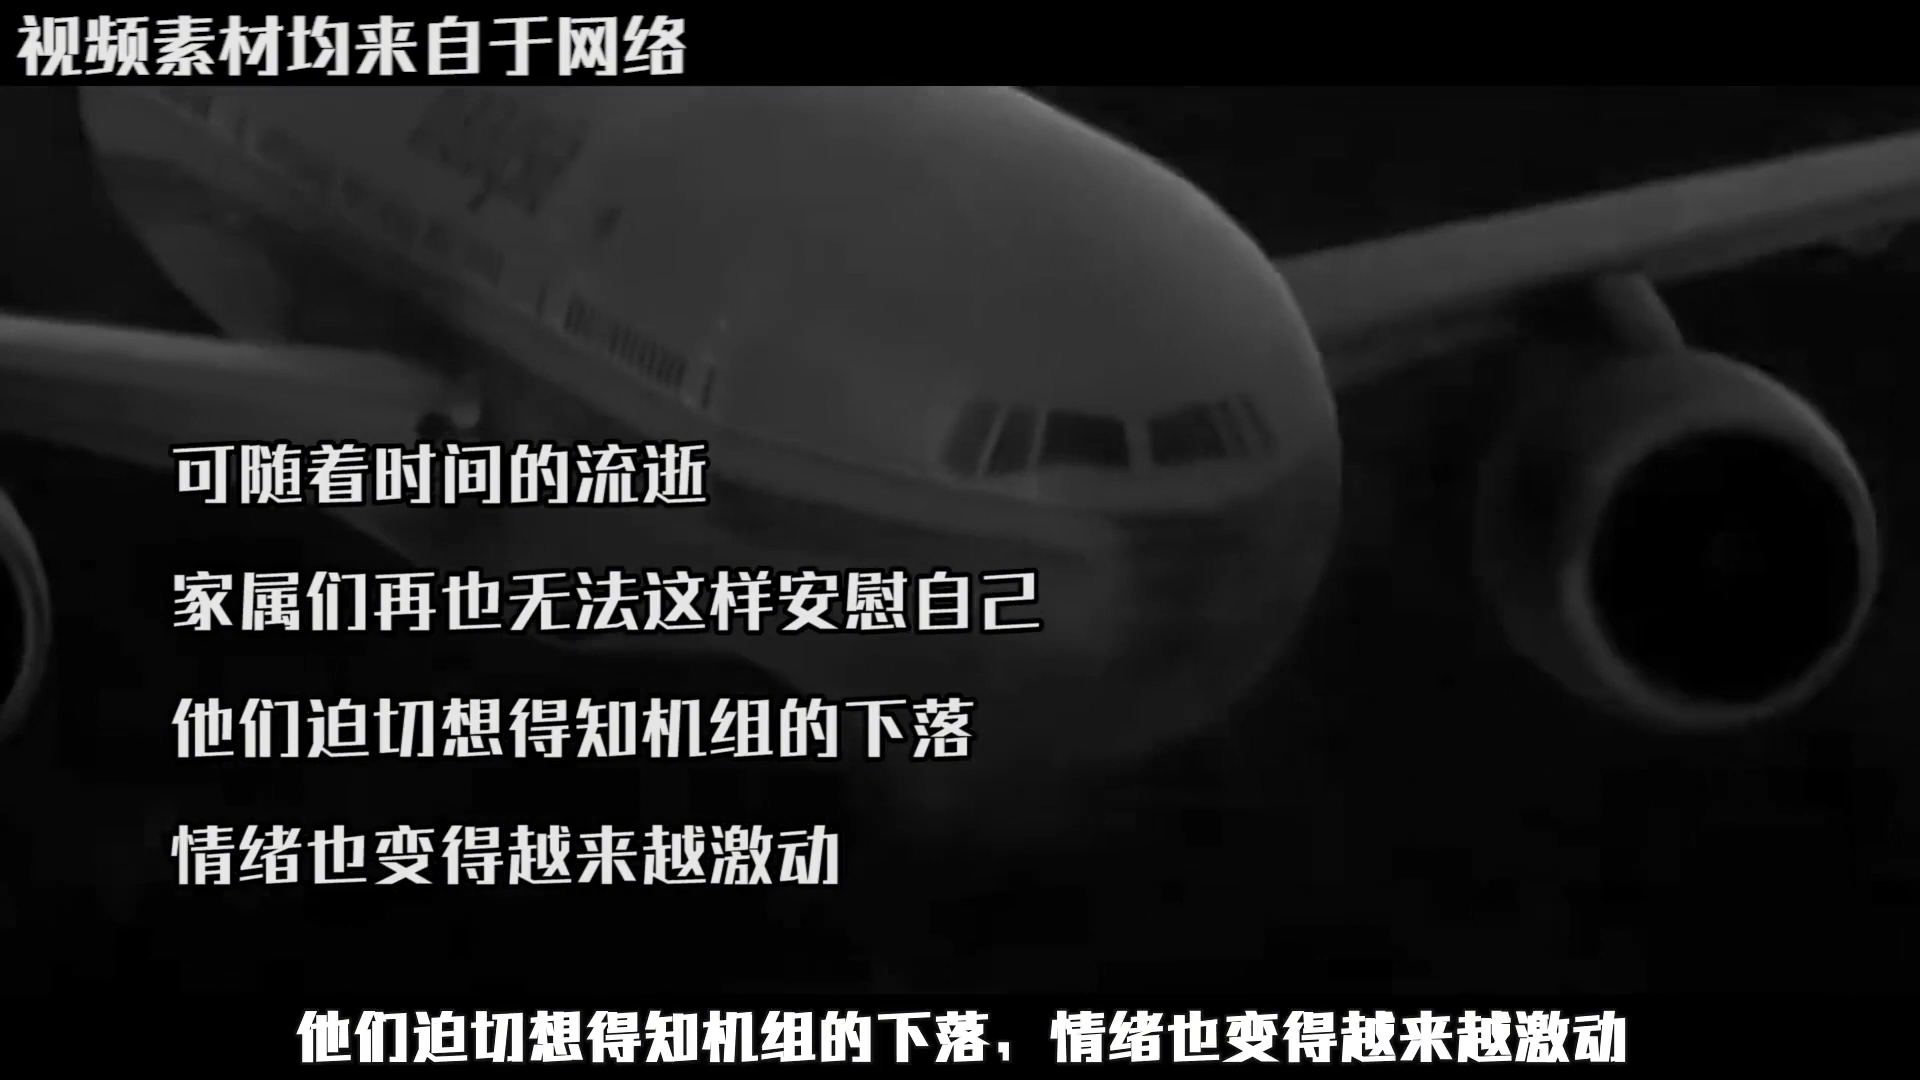 视频素材均来自于网络
可随着时间的流逝
家属们再也无法这样安慰自己
他们迫切想得知机组的下落
情绪也变得越来越激动
他们迫切想得知机组的下落，情绪也变得越来越激动